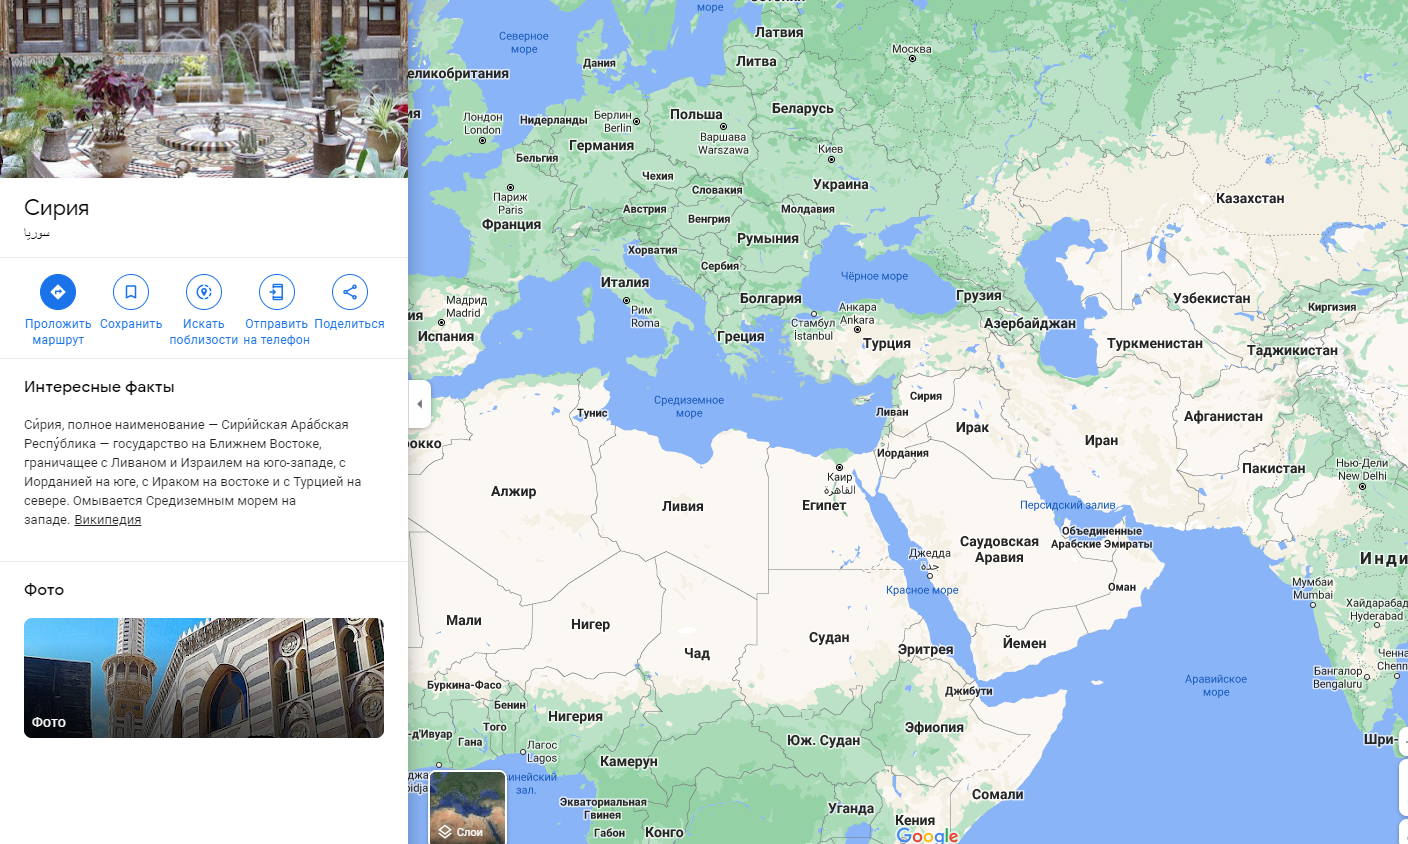 Сирия
سوريا
Проложить
маршрут
Сохранить
Искать
поблизости
Отправить
на телефон
Поделиться
Интересные факты
Си́рия, полное наименование — Сири́йская Ара́бская
Респу́блика — государство на Ближнем Востоке,
граничащее с Ливаном и Израилем на юго-западе, с
Иорданией на юге, с Ираком на востоке и с Турцией на
севере. Омывается Средиземным морем на
западе. Википедия
Фото
Фото
море
Латвия
Северное
море
Москва
Дания
Литва
еликобритания
Беларусь
Польша
Лондон
London
Нидерланды
Берлин
Berlin
Варшава
Warszawa
Германия
Бельгия
Киев
Чехия
Украина
Словакия
Париж
Paris
Казахстан
Австрия
Венгрия
Молдавия
Франция
Румыния
Хорватия
Сербия
Чёрное море
Италия
Мадрид
Madrid
Болгария
Грузия
Узбекистан
Киргизия
Рим
Roma
Анкара
Ankara
Стамбул
İstanbul
Азербайджан
ия
Испания
Греция
Турция
Туркменистан
Таджикистан
Средиземное
море
Сирия
Тунис
Ливан
Афганистан
Ирак
Иран
окко
Иордания
Пакистан
Нью-Дели
New Delhi
Каир
القاهرة
Алжир
Ливия
Египет
Персидский залив
Объединенные
Арабские Эмираты
Саудовская
Аравия
Джедда
جدة
Инди
Красное море
Оман
Мумбаи
Mumbai
Хайдарабад
Hyderabad
Мали
Нигер
Судан
Эритрея
Йемен
Чад
Ченна
Chenn
Бангалор
Bengaluru
Аравийское
море
Буркина-Фасо
Джибути
Бенин
Нигерия
Того
Эфиопия
-д'Ивуар
Гана
Юж. Судан
Шри-
Лагос
Lagos
Камерун
джа
bidja
винейский
зал.
Сомали
Экваториальная
Гвинея
Уганда
Кения
Слои
Габон
Конго
Google